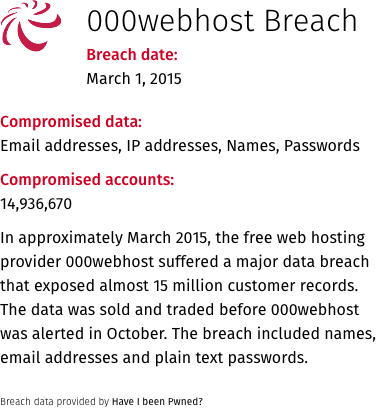 000webhost Breach
Breach date:
March 1, 2015
Compromised data:
Email addresses, IP addresses, Names, Passwords
Compromised accounts:
14,936,670
In approximately March 2015, the free web hosting
provider 000webhost suffered a major data breach
that exposed almost 15 million customer records.
The data was sold and traded before 000webhost
was alerted in October. The breach included names,
email addresses and plain text passwords.
Breach data provided by Have I been Pwned?